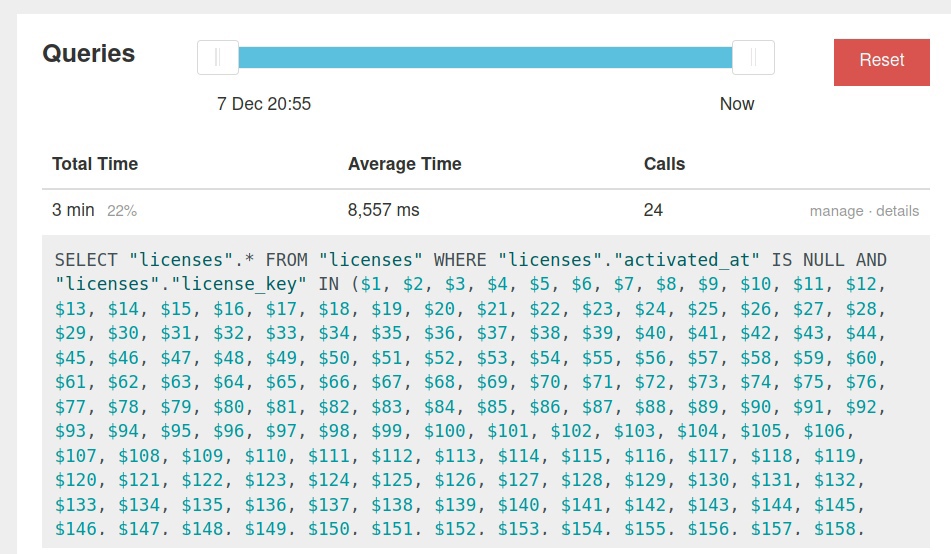 Queries
Reset
7 Dec 20:55
Now
Total Time Average Time Calls
3 min 22% 8,557 ms 24 manage · details
SELECT "licenses".* FROM "licenses" WHERE "licenses"."activated_at" IS NULL AND
"licenses"."license_key" IN ($1, $2, $3, $4, $5, $6, $7, $8, $9, $10, $11, $12,
$13, $14, $15, $16, $17, $18, $19, $20, $21, $22, $23, $24, $25, $26, $27, $28,
$29, $30, $31, $32, $33, $34, $35, $36, $37, $38, $39, $40, $41, $42, $43, $44,
$45, $46, $47, $48, $49, $50, $51, $52, $53, $54, $55, $56, $57, $58, $59, $60,
$61, $62, $63, $64, $65, $66, $67, $68, $69, $70, $71, $72, $73, $74, $75, $76,
$77, $78, $79, $80, $81, $82, $83, $84, $85, $86, $87, $88, $89, $90, $91, $92,
$93, $94, $95, $96, $97, $98, $99, $100, $101, $102, $103, $104, $105, $106,
$107, $108, $109, $110, $111, $112, $113, $114, $115, $116, $117, $118, $119,
$120, $121, $122, $123, $124, $125, $126, $127, $128, $129, $130, $131, $132,
$133, $134, $135, $136, $137, $138, $139, $140, $141, $142, $143, $144, $145,
$146, $147, $148, $149, $150, $151, $152, $153, $154, $155, $156, $157, $158,